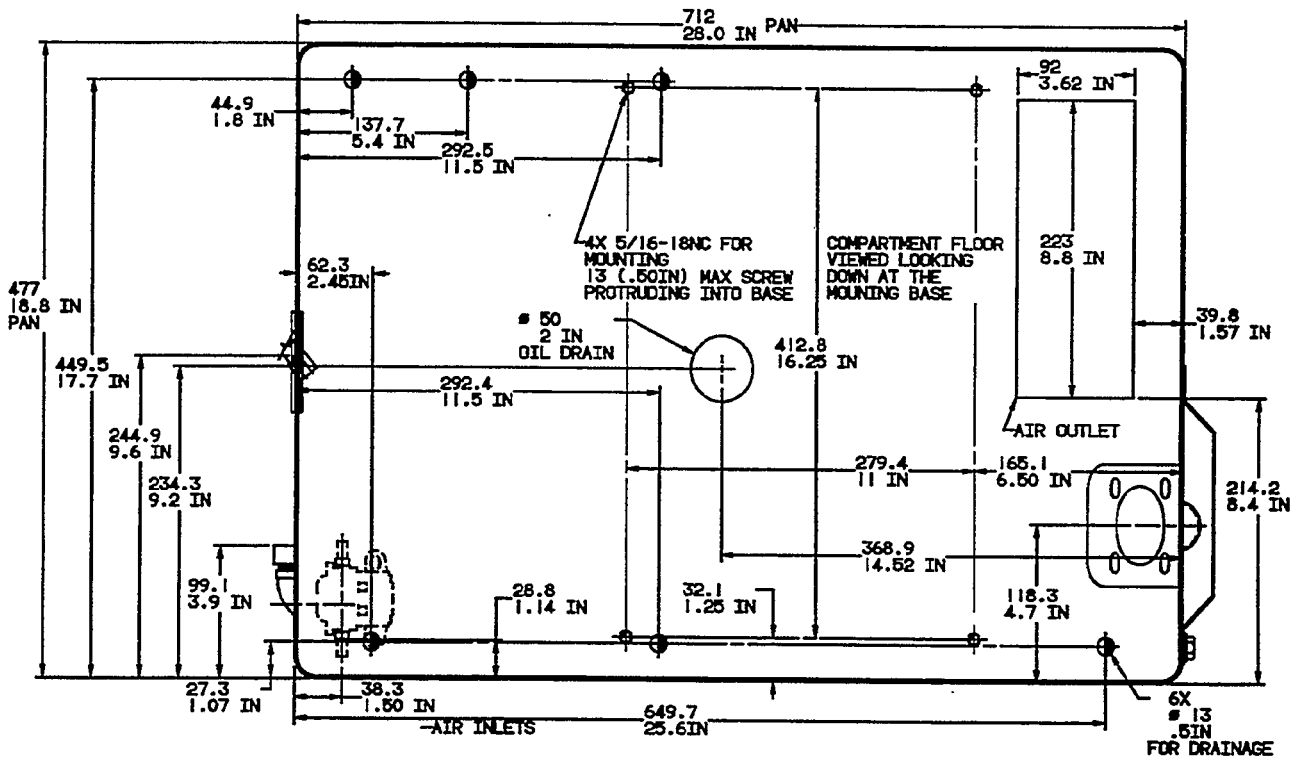 712
28.0 IN PAN
92
3.62 IN
44.9
1.8 IN
137.7
5.4 IN
292.5
11.5 IN
4X 5/16-18NC FOR
MOUNTING
13 (.50IN) MAX SCREW
PROTRUDING INTO BASE
COMPARTMENT FLOOR
VIEWED LOOKING
DOWN AT THE
MOUNING BASE
223
8.8 IN
62.3
2.45IN
477
18.8 IN
PAN
ø 50
2 IN
OIL DRAIN
39.8
1.57 IN
449.5
17.7 IN
412.8
16.25 IN
292.4
11.5 IN
244.9
9.6 IN
AIR OUTLET
234.3
9.2 IN
279.4
11 IN
165.1
6.50 IN
214.2
8.4 IN
368.9
14.52 IN
99.1
3.9 IN
28.8
1.14 IN
32.1
1.25 IN
118.3
4.7 IN
27.3
1.07 IN
38.3
1.50 IN
AIR INLETS
649.7
25.6IN
6X
ø 13
.5IN
FOR DRAINAGE